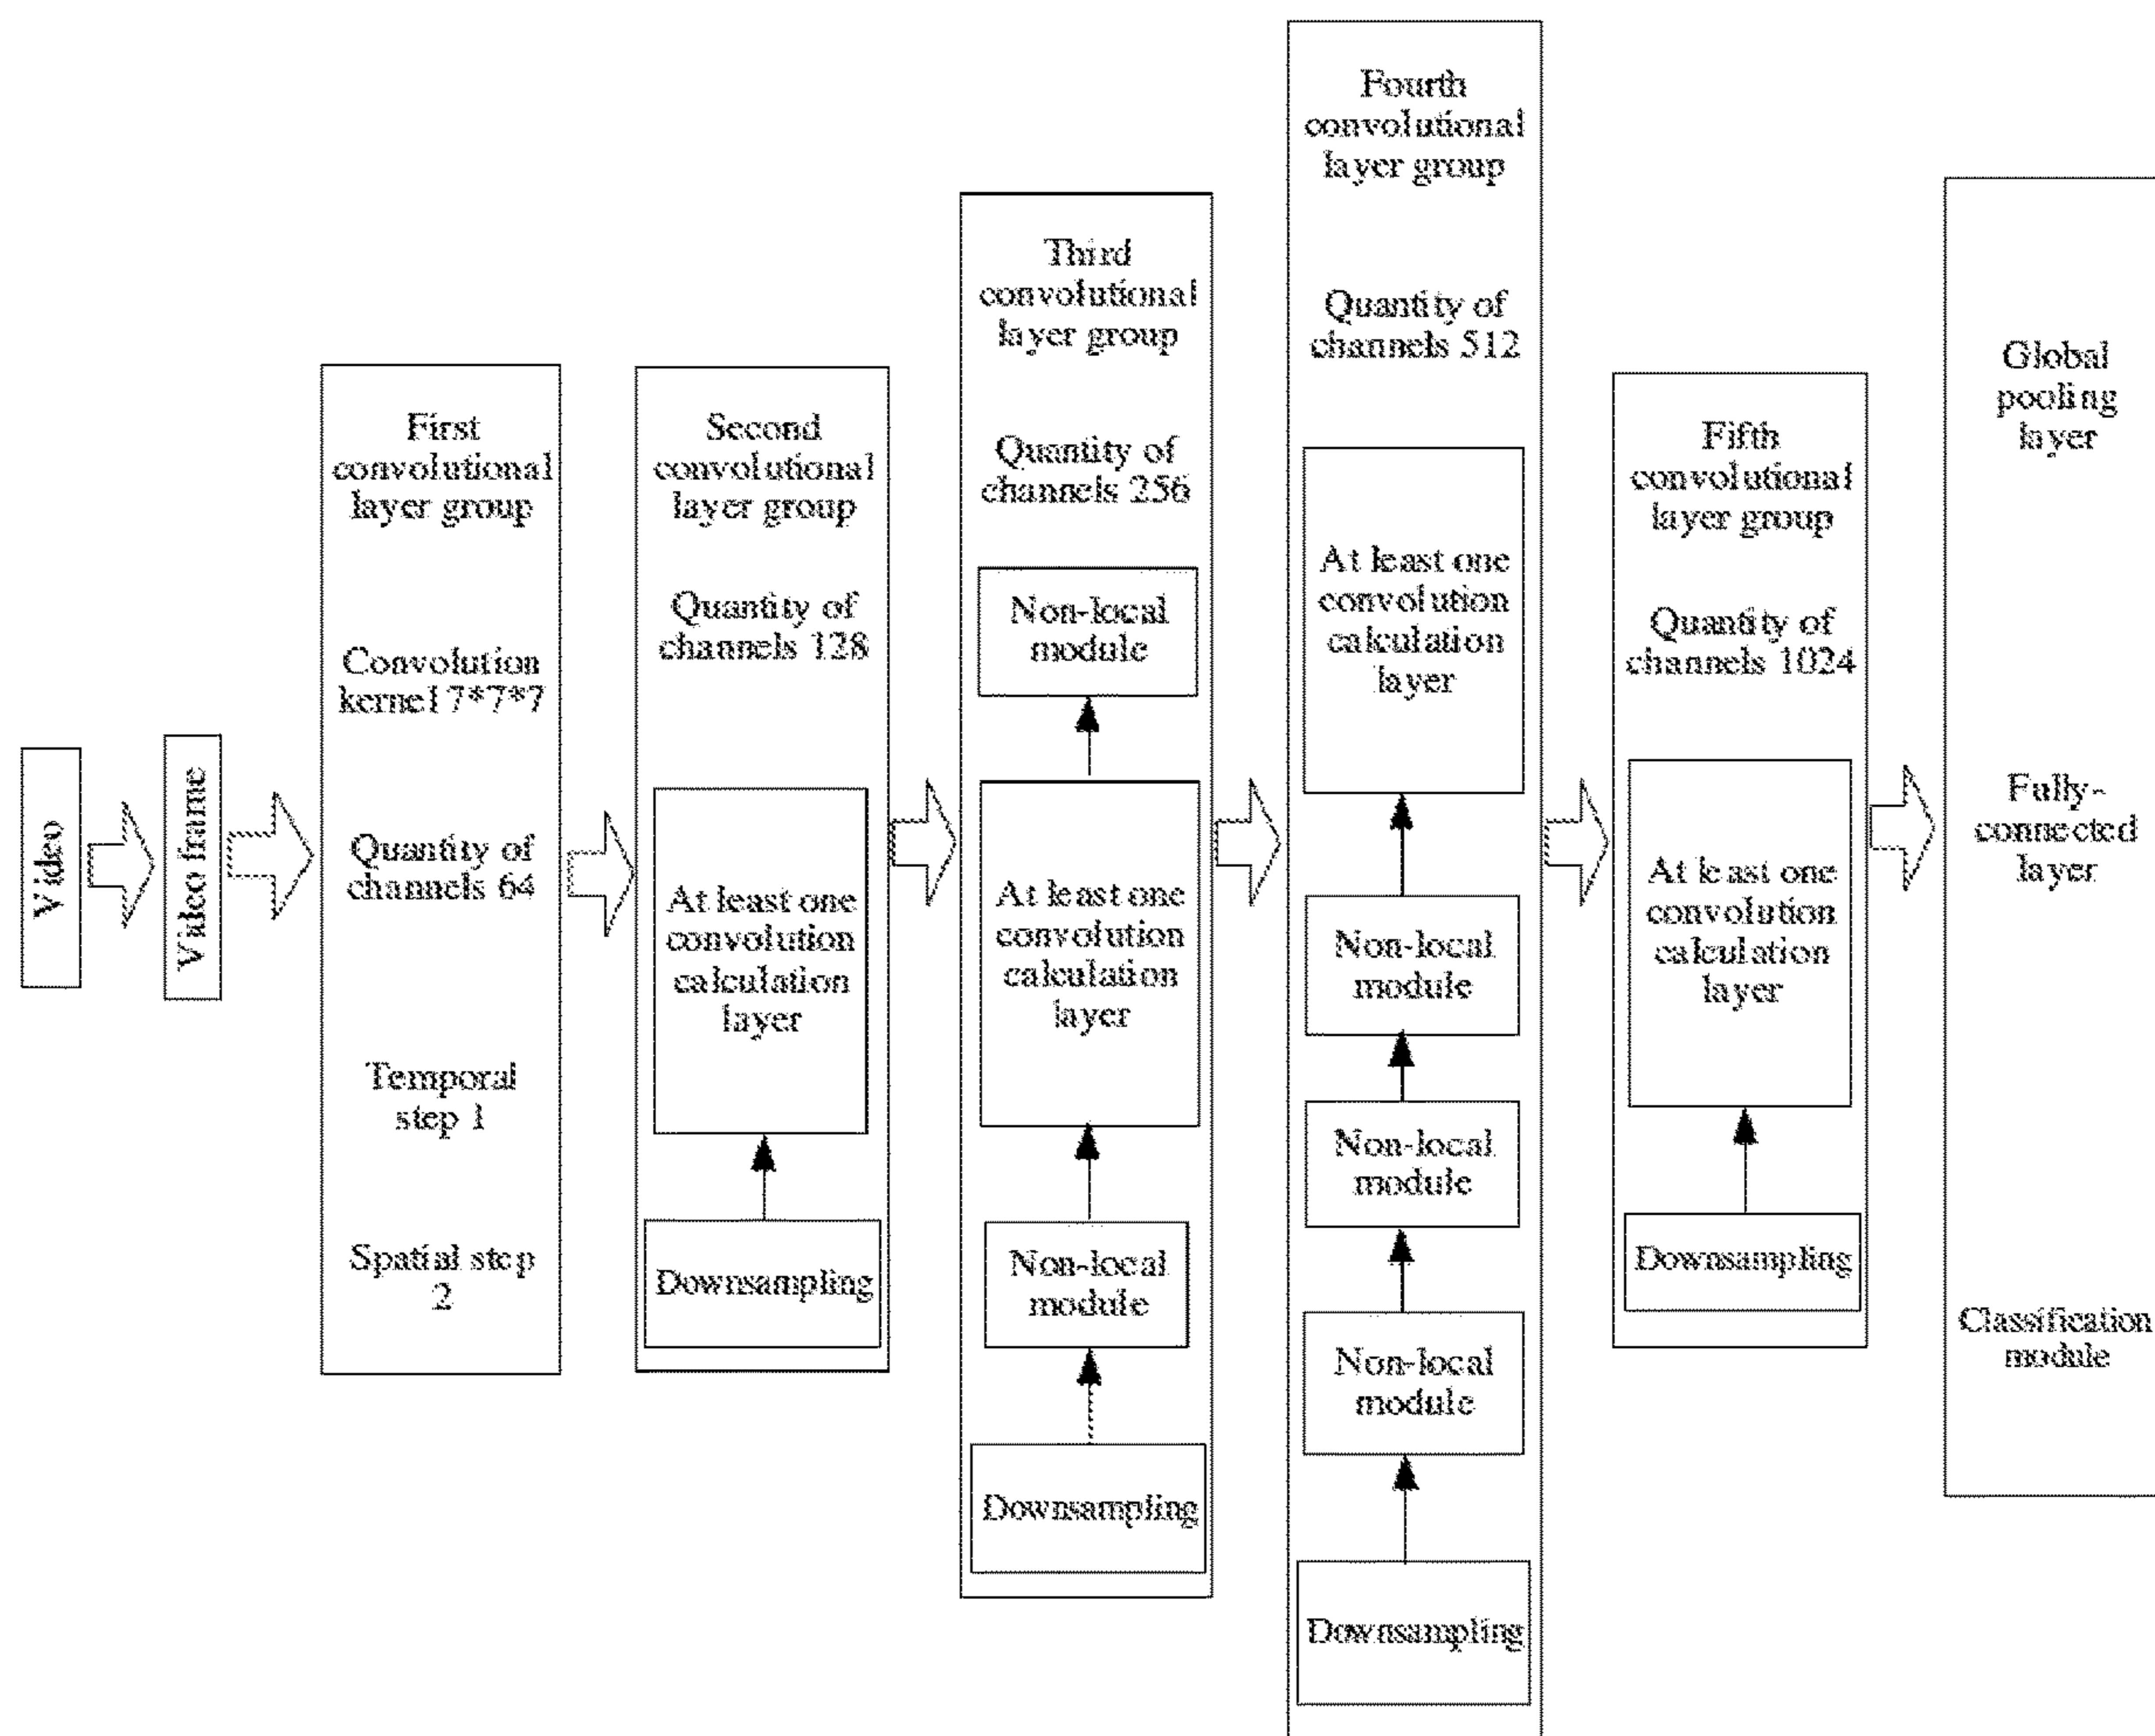 Video
Video frame
First
convolutional
layer group
Convolution
kernel 7*7*7
Quantity of
channels 64
Temporal
step 1
Spatial step
2
Second
convolutional
layer group
Quantity of
channels 128
At least one
convolution
calculation
layer
Downsampling
Third
convolutional
layer group
Quantity of
channels 256
Non-local
module
At least one
convolution
calculation
layer
Non-local
module
Downsampling
Fourth
convolutional
layer group
Quantity of
channels 512
At least one
convolution
calculation
layer
Non-local
module
Non-local
module
Non-local
module
Downsampling
Fifth
convolutional
layer group
Quantity of
channels 1024
At least one
convolution
calculation
layer
Downsampling
Global
pooling
layer
Fully-
connected
layer
Classification
module